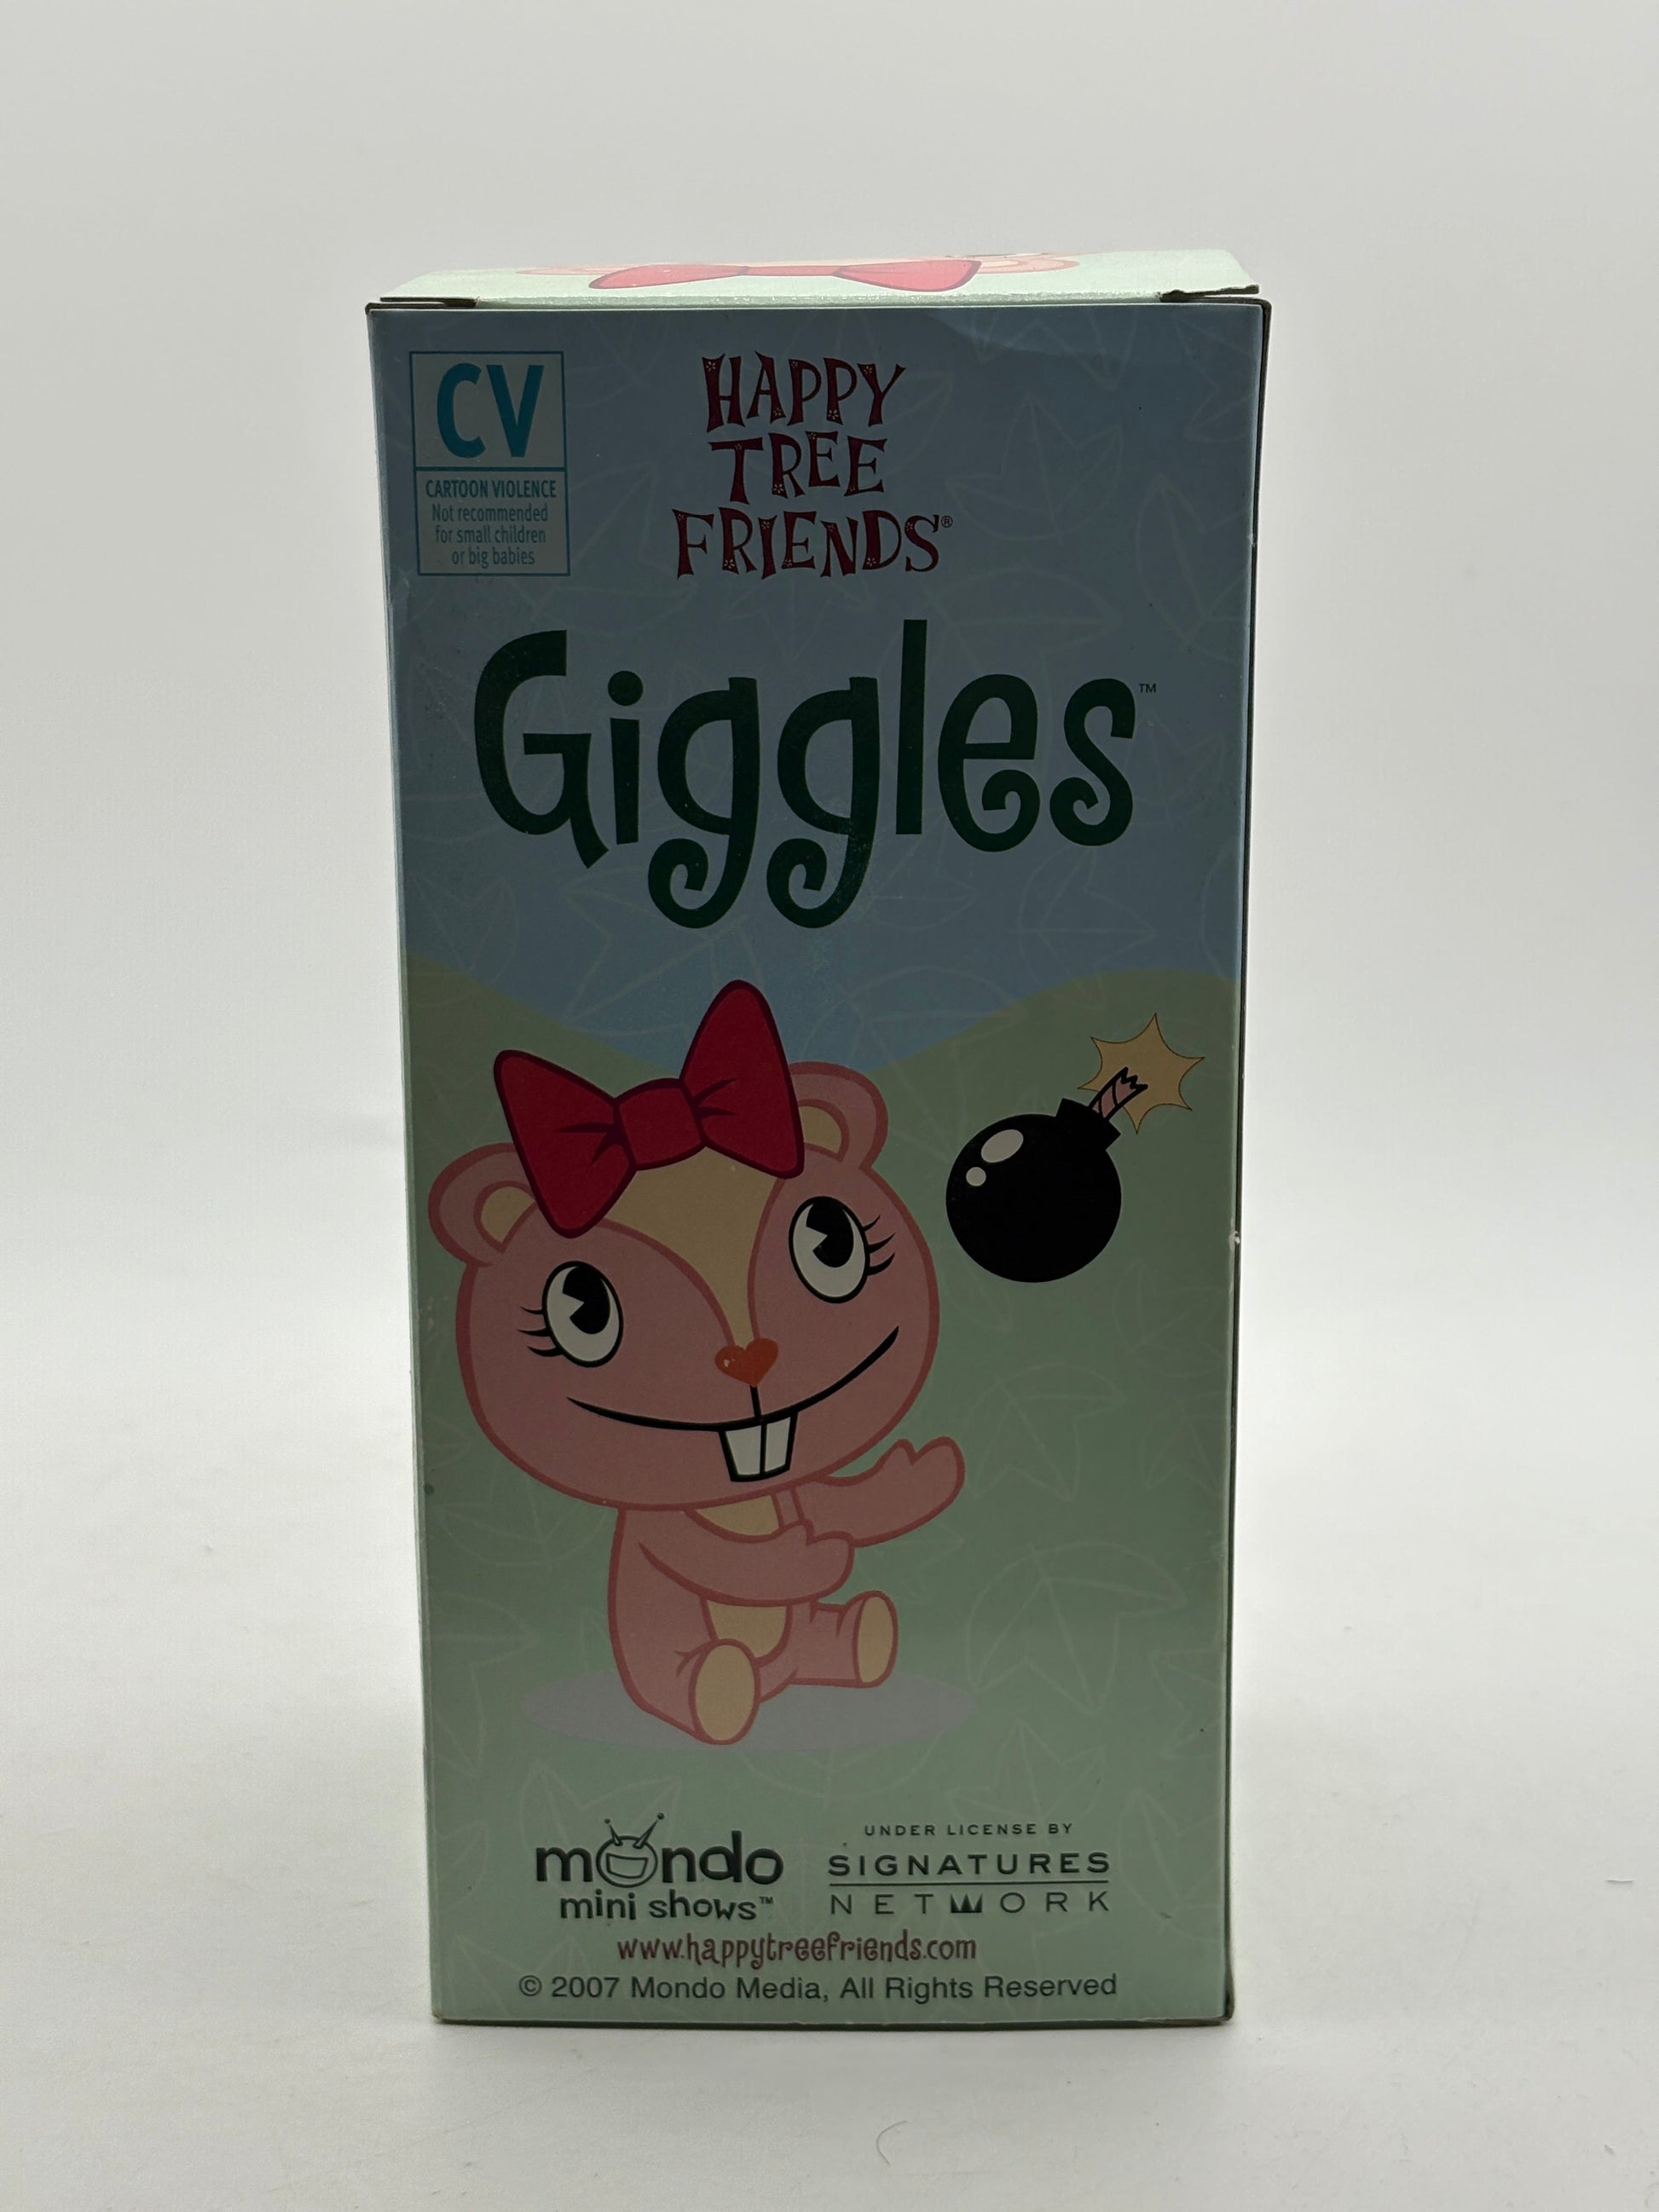 CV
CARTOON VIOLENCE
Not recommended
for small children
or big babies
HAPPY
TREE
FRIENDS®
Giggles™
mondo
mini shows™
UNDER LICENSE BY
SIGNATURES
NETWORK
www.happytreefriends.com
© 2007 Mondo Media, All Rights Reserved